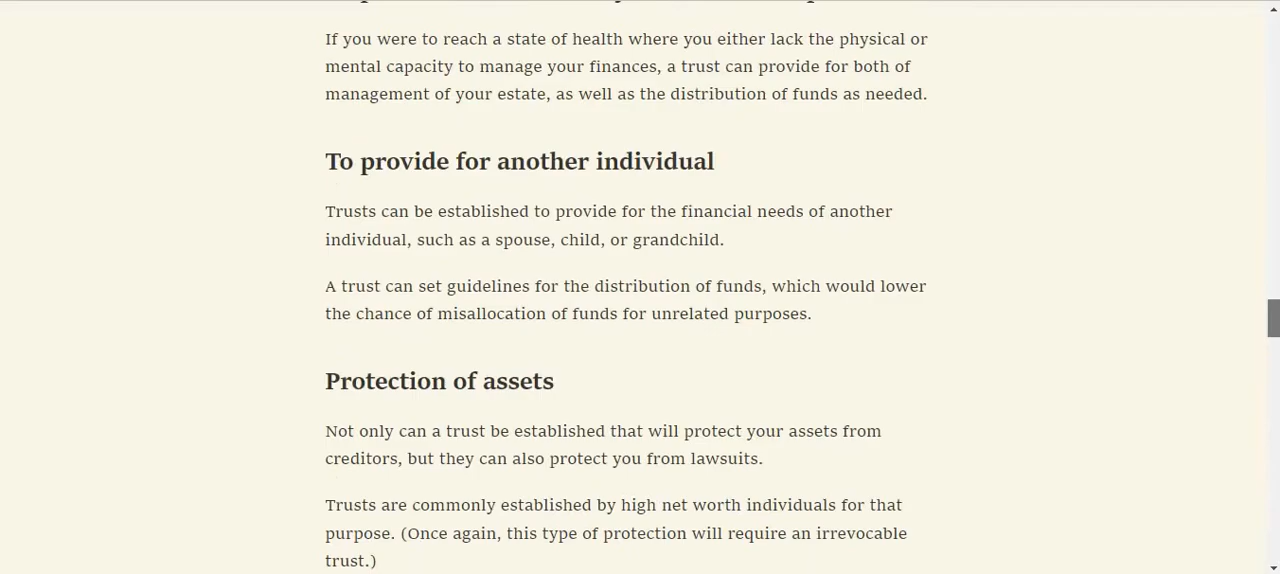 If you were to reach a state of health where you either lack the physical or
mental capacity to manage your finances, a trust can provide for both of
management of your estate, as well as the distribution of funds as needed.
To provide for another individual
Trusts can be established to provide for the financial needs of another
individual, such as a spouse, child, or grandchild.
A trust can set guidelines for the distribution of funds, which would lower
the chance of misallocation of funds for unrelated purposes.
Protection of assets
Not only can a trust be established that will protect your assets from
creditors, but they can also protect you from lawsuits.
Trusts are commonly established by high net worth individuals for that
purpose. (Once again, this type of protection will require an irrevocable
trust.)